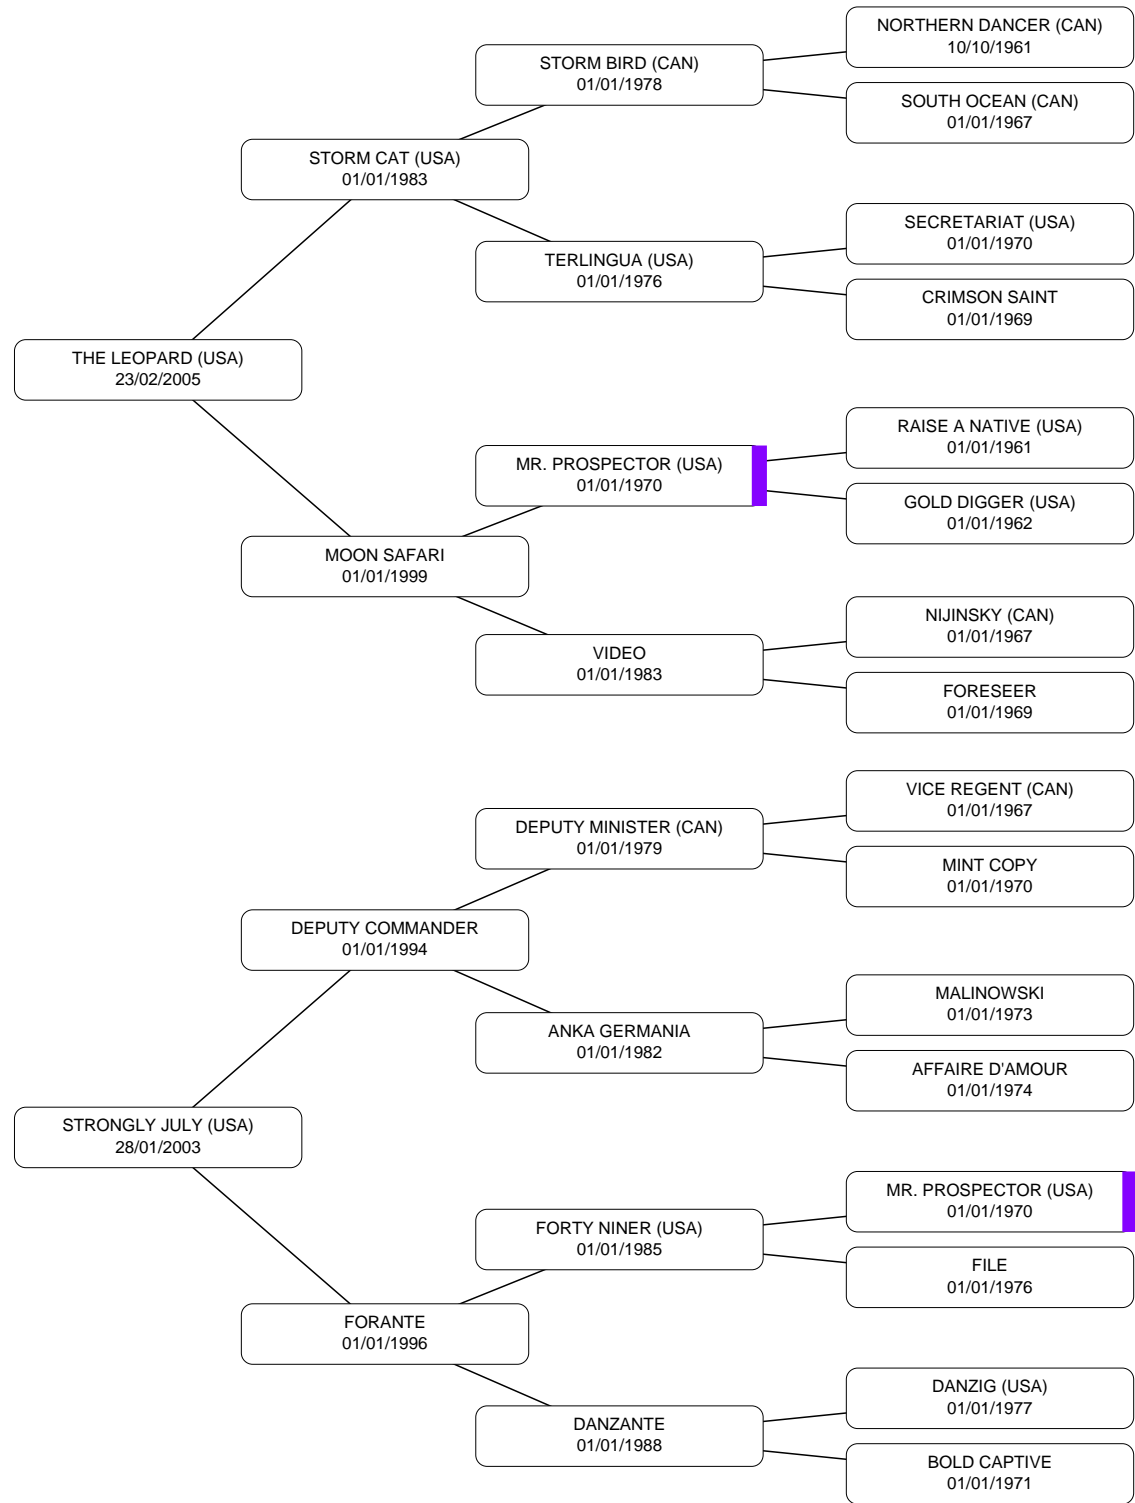 NORTHERN DANCER (CAN)
10/10/1961
STORM BIRD (CAN)
01/01/1978
SOUTH OCEAN (CAN)
01/01/1967
STORM CAT (USA)
01/01/1983
SECRETARIAT (USA)
01/01/1970
TERLINGUA (USA)
01/01/1976
CRIMSON SAINT
01/01/1969
THE LEOPARD (USA)
23/02/2005
RAISE A NATIVE (USA)
01/01/1961
MR. PROSPECTOR (USA)
01/01/1970
GOLD DIGGER (USA)
01/01/1962
MOON SAFARI
01/01/1999
NIJINSKY (CAN)
01/01/1967
VIDEO
01/01/1983
FORESEER
01/01/1969
VICE REGENT (CAN)
01/01/1967
DEPUTY MINISTER (CAN)
01/01/1979
MINT COPY
01/01/1970
DEPUTY COMMANDER
01/01/1994
MALINOWSKI
01/01/1973
ANKA GERMANIA
01/01/1982
AFFAIRE D'AMOUR
01/01/1974
STRONGLY JULY (USA)
28/01/2003
MR. PROSPECTOR (USA)
01/01/1970
FORTY NINER (USA)
01/01/1985
FILE
01/01/1976
FORANTE
01/01/1996
DANZIG (USA)
01/01/1977
DANZANTE
01/01/1988
BOLD CAPTIVE
01/01/1971